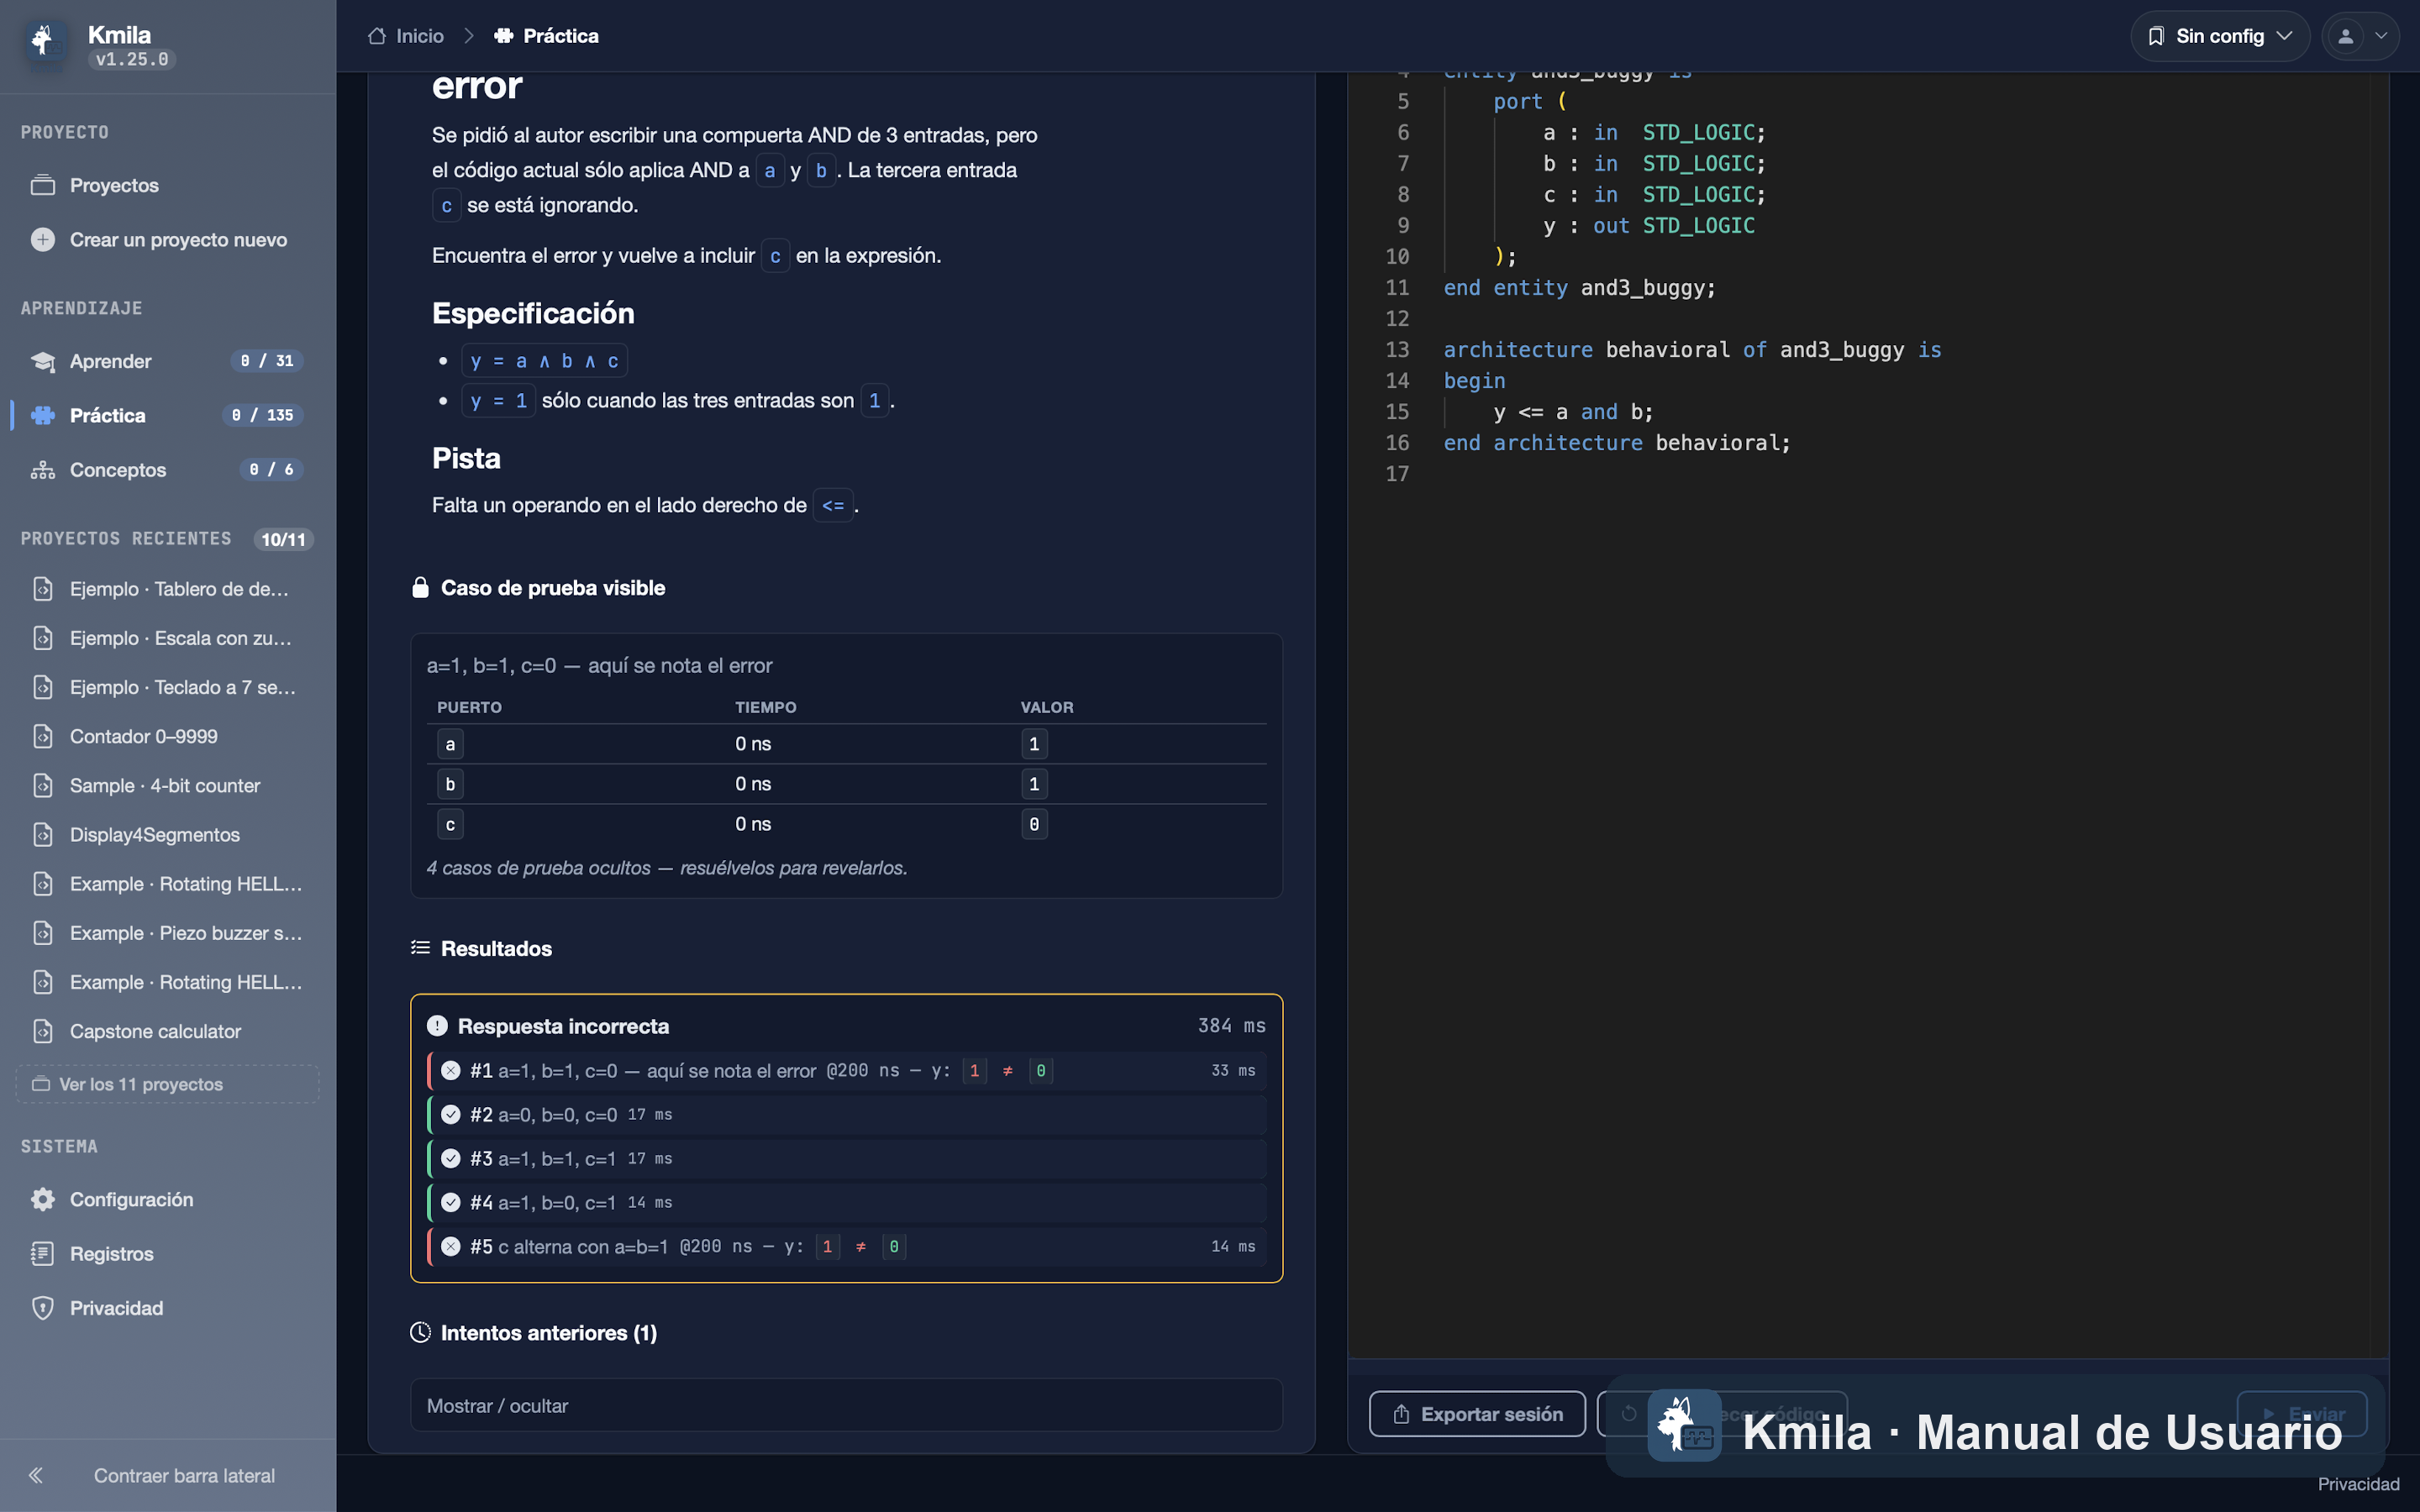 Kmila
v1.25.0
PROYECTO
Proyectos
Crear un proyecto nuevo
APRENDIZAJE
Aprender 0 / 31
Práctica 0 / 135
Conceptos 0 / 6
PROYECTOS RECIENTES 10/11
Ejemplo · Tablero de de...
Ejemplo · Escala con zu...
Ejemplo · Teclado a 7 se...
Contador 0–9999
Sample · 4-bit counter
Display4Segmentos
Example · Rotating HELL...
Example · Piezo buzzer s...
Example · Rotating HELL...
Capstone calculator
Ver los 11 proyectos
SISTEMA
Configuración
Registros
Privacidad
Contraer barra lateral
Inicio > Práctica
Sin config
error
Se pidió al autor escribir una compuerta AND de 3 entradas, pero
el código actual sólo aplica AND a a y b. La tercera entrada
c se está ignorando.
Encuentra el error y vuelve a incluir c en la expresión.
Especificación
• y = a ∧ b ∧ c
• y = 1 sólo cuando las tres entradas son 1.
Pista
Falta un operando en el lado derecho de <=.
Caso de prueba visible
a=1, b=1, c=0 — aquí se nota el error
PUERTO TIEMPO VALOR
a 0 ns 1
b 0 ns 1
c 0 ns 0
4 casos de prueba ocultos — resuélvelos para revelarlos.
Resultados
Respuesta incorrecta 384 ms
#1 a=1, b=1, c=0 — aquí se nota el error @200 ns — y: 1 ≠ 0 33 ms
#2 a=0, b=0, c=0 17 ms
#3 a=1, b=1, c=1 17 ms
#4 a=1, b=0, c=1 14 ms
#5 c alterna con a=b=1 @200 ns — y: 1 ≠ 0 14 ms
Intentos anteriores (1)
Mostrar / ocultar
4 entity and3_buggy is
5 port (
6 a : in STD_LOGIC;
7 b : in STD_LOGIC;
8 c : in STD_LOGIC;
9 y : out STD_LOGIC
10 );
11 end entity and3_buggy;
12
13 architecture behavioral of and3_buggy is
14 begin
15 y <= a and b;
16 end architecture behavioral;
17
Exportar sesión
código
Enviar
Kmila · Manual de Usuario
Privacidad